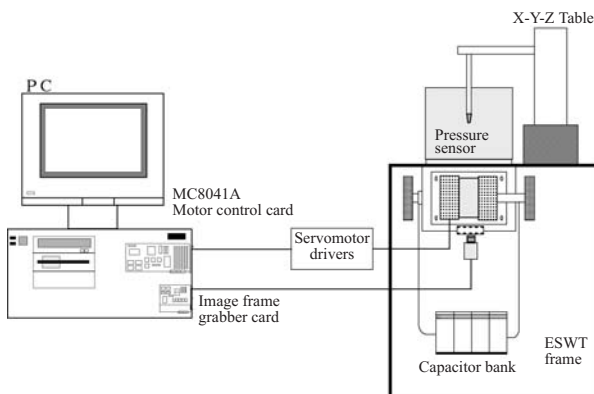 X-Y-Z Table
PC
Pressure
sensor
MC8041A
Motor control card
Servomotor
drivers
Image frame
grabber card
ESWT
frame
Capacitor bank